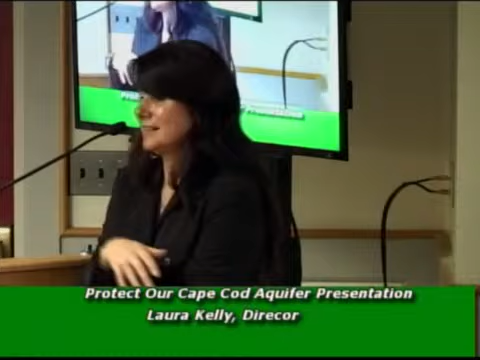 Protect Our Cape Cod Aquifer Presentation
Laura Kelly, Direcor